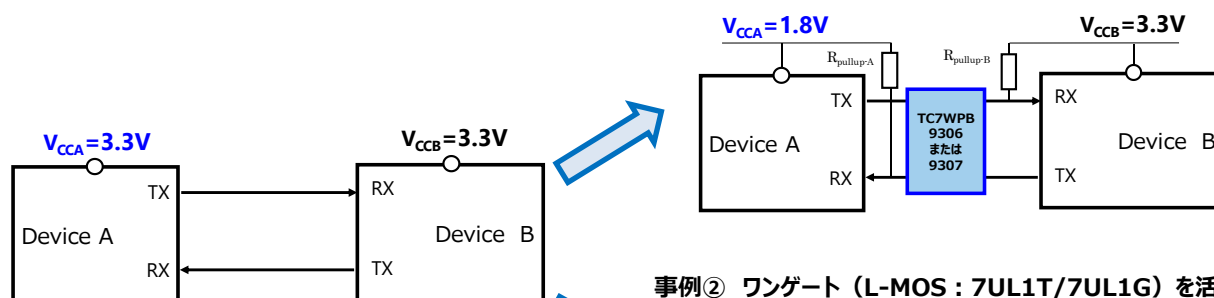 VCCA=3.3V
VCCB=3.3V
TX
RX
Device A
Device B
RX
TX
VCCA=1.8V
VCCB=3.3V
Rpullup-A
Rpullup-B
TX
RX
TC7WPB
9306
または
9307
Device A
Device B
RX
TX
事例② ワンゲート（L-MOS：7UL1T/7UL1G）を活